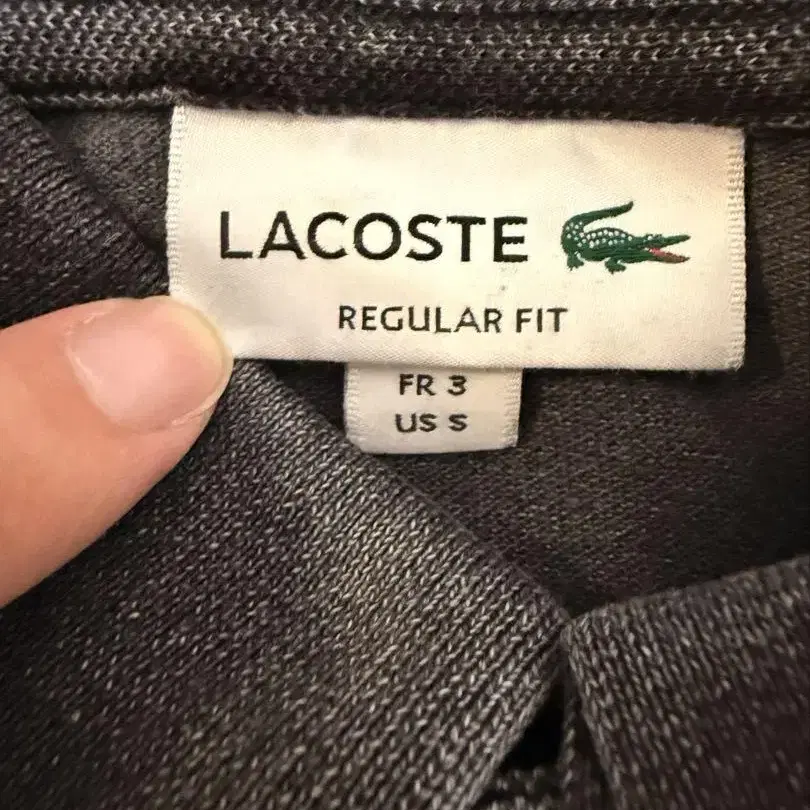 LACOSTE
REGULAR FIT
FR 3
US S